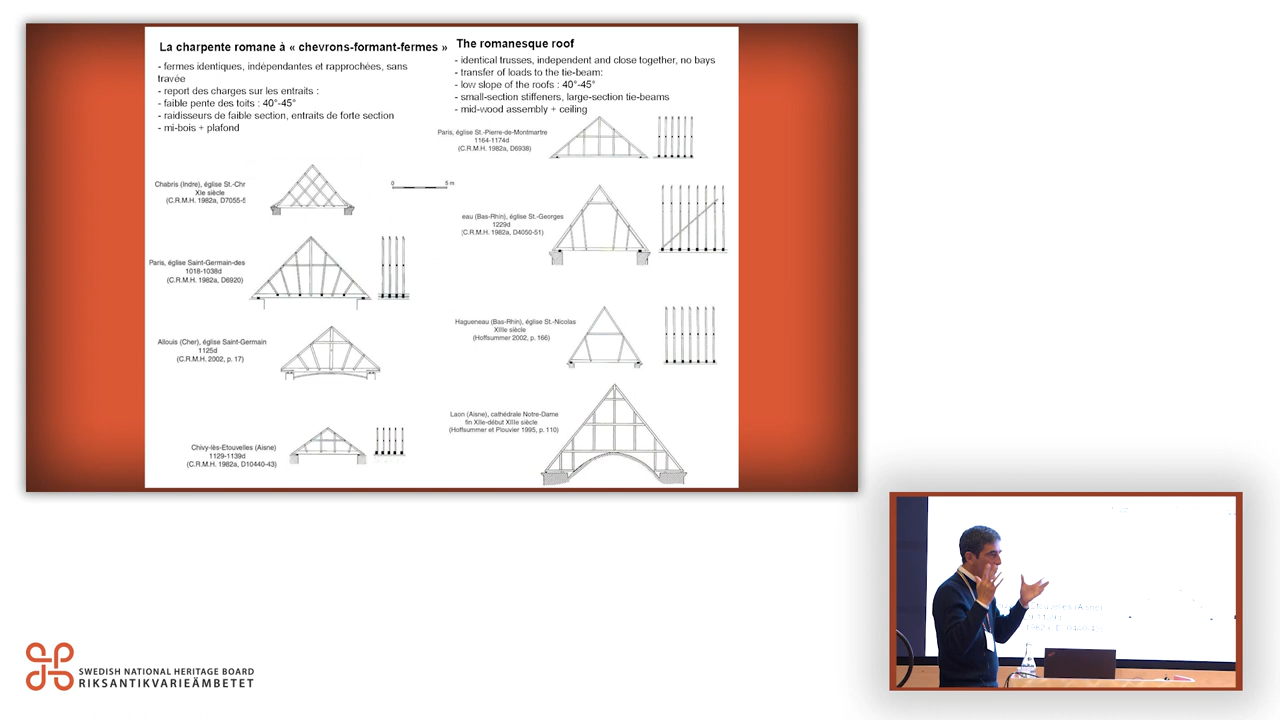 La charpente romane à « chevrons-formant-fermes »
- fermes identiques, indépendantes et rapprochées, sans
travée
- report des charges sur les entraits :
- faible pente des toits : 40°-45°
- raidisseurs de faible section, entraits de forte section
- mi-bois + plafond
Chabris (Indre), église St.-Chr
XIe siècle
(C.R.M.H. 1982a, D7055-5
Paris, église Saint-Germain-des
1018-1038d
(C.R.M.H. 1982a, D6920)
Allouis (Cher), église Saint-Germain
1125d
(C.R.M.H. 2002, p. 17)
Chivy-lès-Etouvelles (Aisne)
1129-1139d
(C.R.M.H. 1982a, D10440-43)
0 5 m
The romanesque roof
- identical trusses, independent and close together, no bays
- transfer of loads to the tie-beam:
- low slope of the roofs : 40°-45°
- small-section stiffeners, large-section tie-beams
- mid-wood assembly + ceiling
Paris, église St.-Pierre-de-Montmartre
1164-1174d
(C.R.M.H. 1982a, D6938)
eau (Bas-Rhin), église St.-Georges
1229d
(C.R.M.H. 1982a, D4050-51)
Hagueneau (Bas-Rhin), église St.-Nicolas
XIIIe siècle
(Hoffsummer 2002, p. 166)
Laon (Aisne), cathédrale Notre-Dame
fin XIIe-début XIIIe siècle
(Hoffsummer et Plouvier 1995, p. 110)
SWEDISH NATIONAL HERITAGE BOARD
RIKSANTIKVARIEÄMBETET